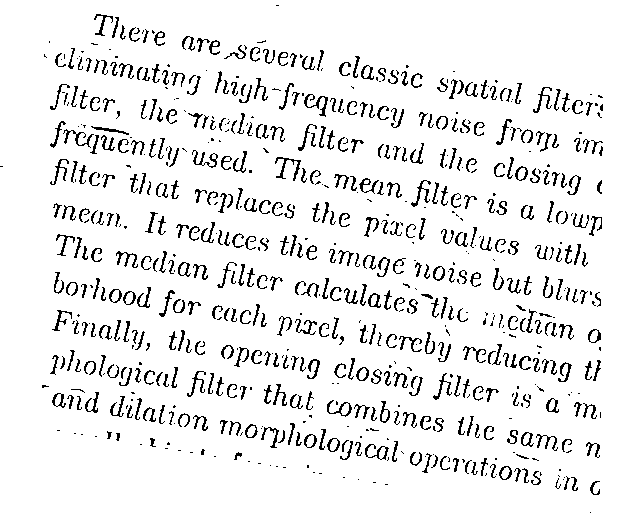 There are several classic spatial filters
eliminating high-frequency noise from im
filter, the median filter and the closing
frequently used. The mean filter is a lowp
filter that replaces the pixel values with
mean. It reduces the image noise but blurs
The median filter calculates the median o
borhood for each pixel, thereby reducing th
Finally, the opening closing filter is a m
phological filter that combines the same n
and dilation morphological operations in o